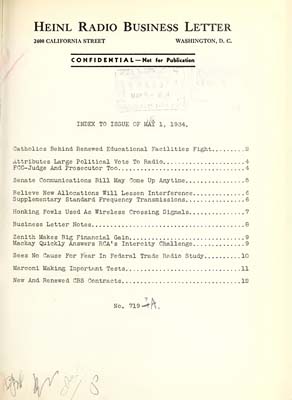 HEINL RADIO BUSINESS LETTER
2400 CALIFORNIA STREET WASHINGTON, D. C.
CONFIDENTIAL—Not for Publication
INDEX TO ISSUE OF MAY 1, 1934.
Catholics Behind Renewed Educational Facilities Fight........2
Attributes Large Political Vote To Radio.....................4
FCC-Judge And Prosecutor Too.................................4
Senate Communications Bill May Come Up Anytime...............5
Believe New Allocations Will Lessen Interference.............6
Supplementary Standard Frequency Transmissions...............6
Honking Fowls Used As Wireless Crossing Signals..............7
Business Letter Notes........................................8
Zenith Makes Big Financial Gain..............................9
Mackay Quickly Answers RCA's Intercity Challenge.............9
Sees No Cause For Fear In Federal Trade Radio Study.........10
Marconi Making Important Tests..............................11
New And Renewed CBS Contracts...............................12
No. 719